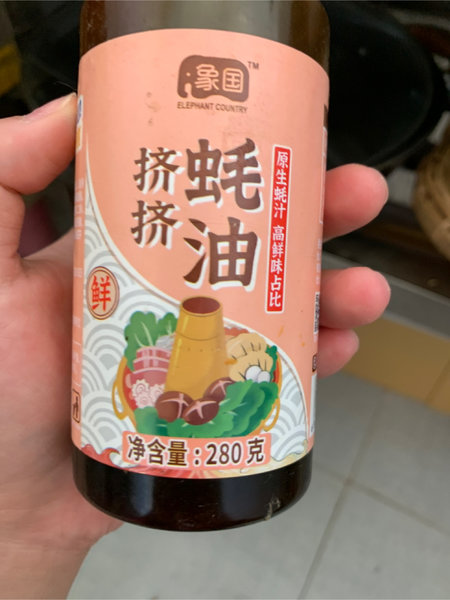 象国 TM
ELEPHANT COUNTRY
挤挤
蚝油
原生蚝汁 高鲜味占比
鲜
净含量:280克